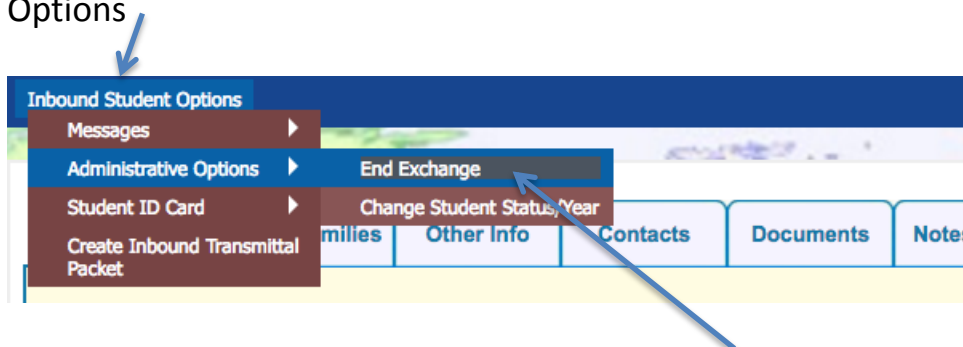 Options
Inbound Student Options
Messages
Administrative Options
End Exchange
Student ID Card
Change Student Status/Year
Create Inbound Transmittal
Packet
milies
Other Info
Contacts
Documents
Notes